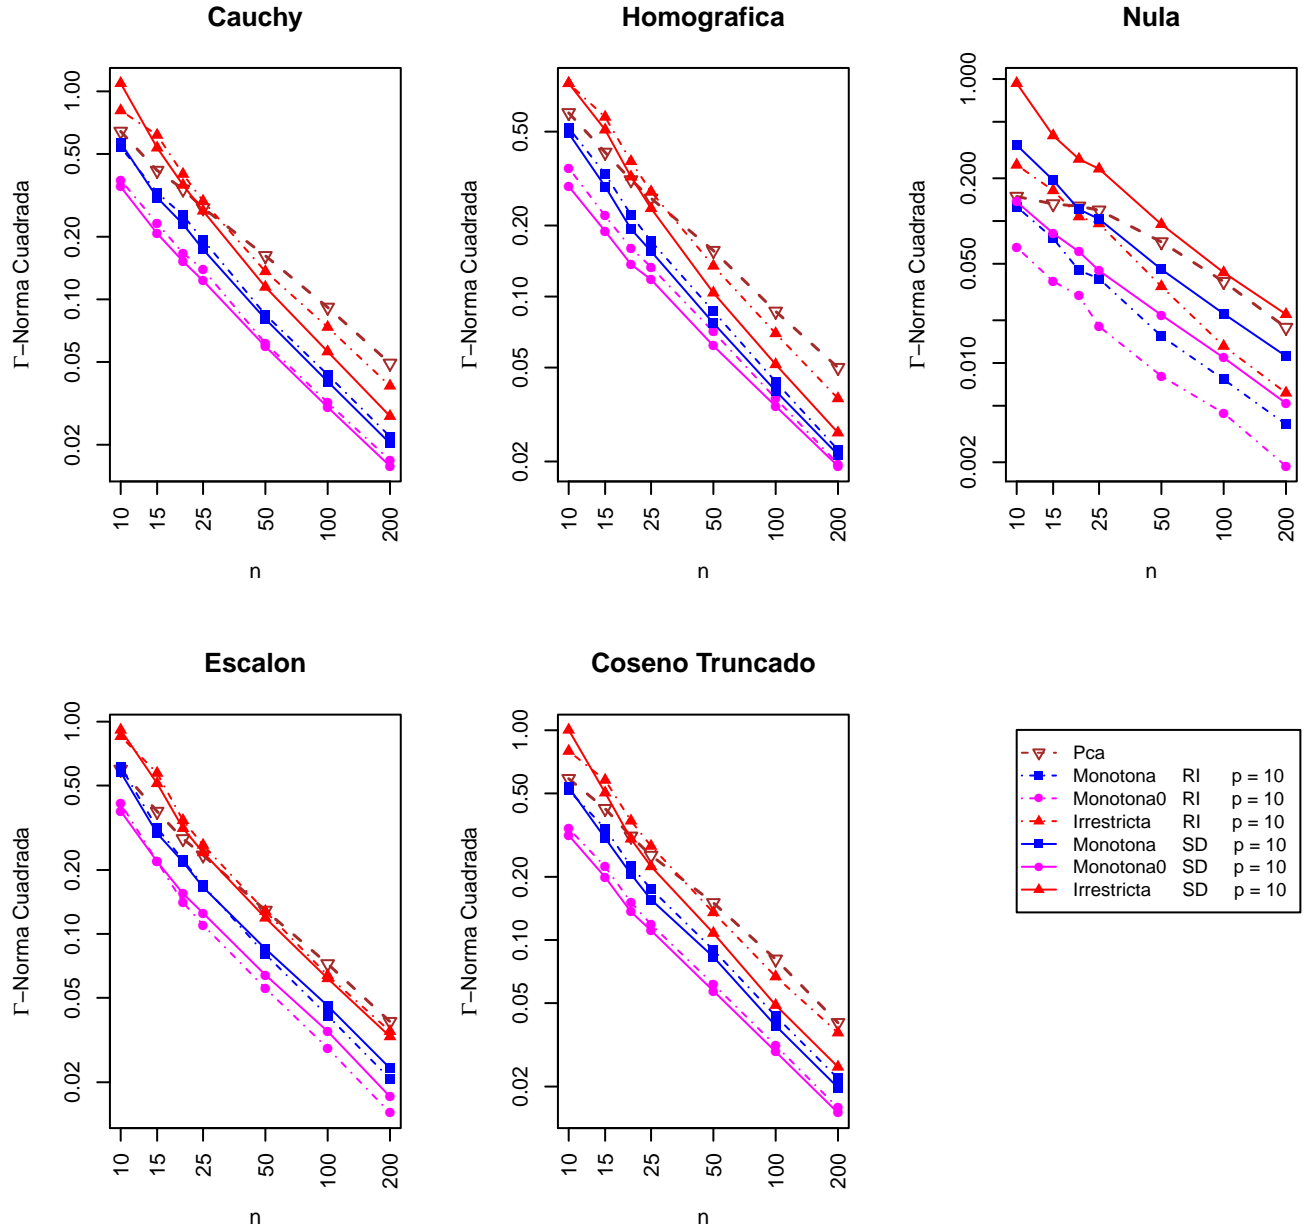 Cauchy
Γ−Norma Cuadrada
1.00
0.50
0.20
0.10
0.05
0.02
10
15
25
50
100
200
n
Homografica
Γ−Norma Cuadrada
0.50
0.20
0.10
0.05
0.02
10
15
25
50
100
200
n
Nula
Γ−Norma Cuadrada
1.000
0.200
0.050
0.010
0.002
10
15
25
50
100
200
n
Escalon
Γ−Norma Cuadrada
1.00
0.50
0.20
0.10
0.05
0.02
10
15
25
50
100
200
n
Coseno Truncado
Γ−Norma Cuadrada
1.00
0.50
0.20
0.10
0.05
0.02
10
15
25
50
100
200
n
Pca
Monotona RI p = 10
Monotona0 RI p = 10
Irrestricta RI p = 10
Monotona SD p = 10
Monotona0 SD p = 10
Irrestricta SD p = 10